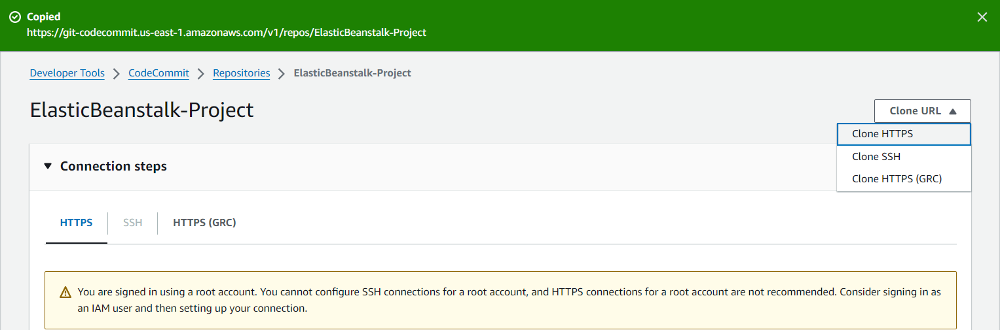 Copied
https://git-codecommit.us-east-1.amazonaws.com/v1/repos/ElasticBeanstalk-Project
Developer Tools > CodeCommit > Repositories > ElasticBeanstalk-Project
ElasticBeanstalk-Project
Clone URL
Clone HTTPS
Clone SSH
Clone HTTPS (GRC)
Connection steps
HTTPS
SSH
HTTPS (GRC)
You are signed in using a root account. You cannot configure SSH connections for a root account, and HTTPS connections for a root account are not recommended. Consider signing in as
an IAM user and then setting up your connection.